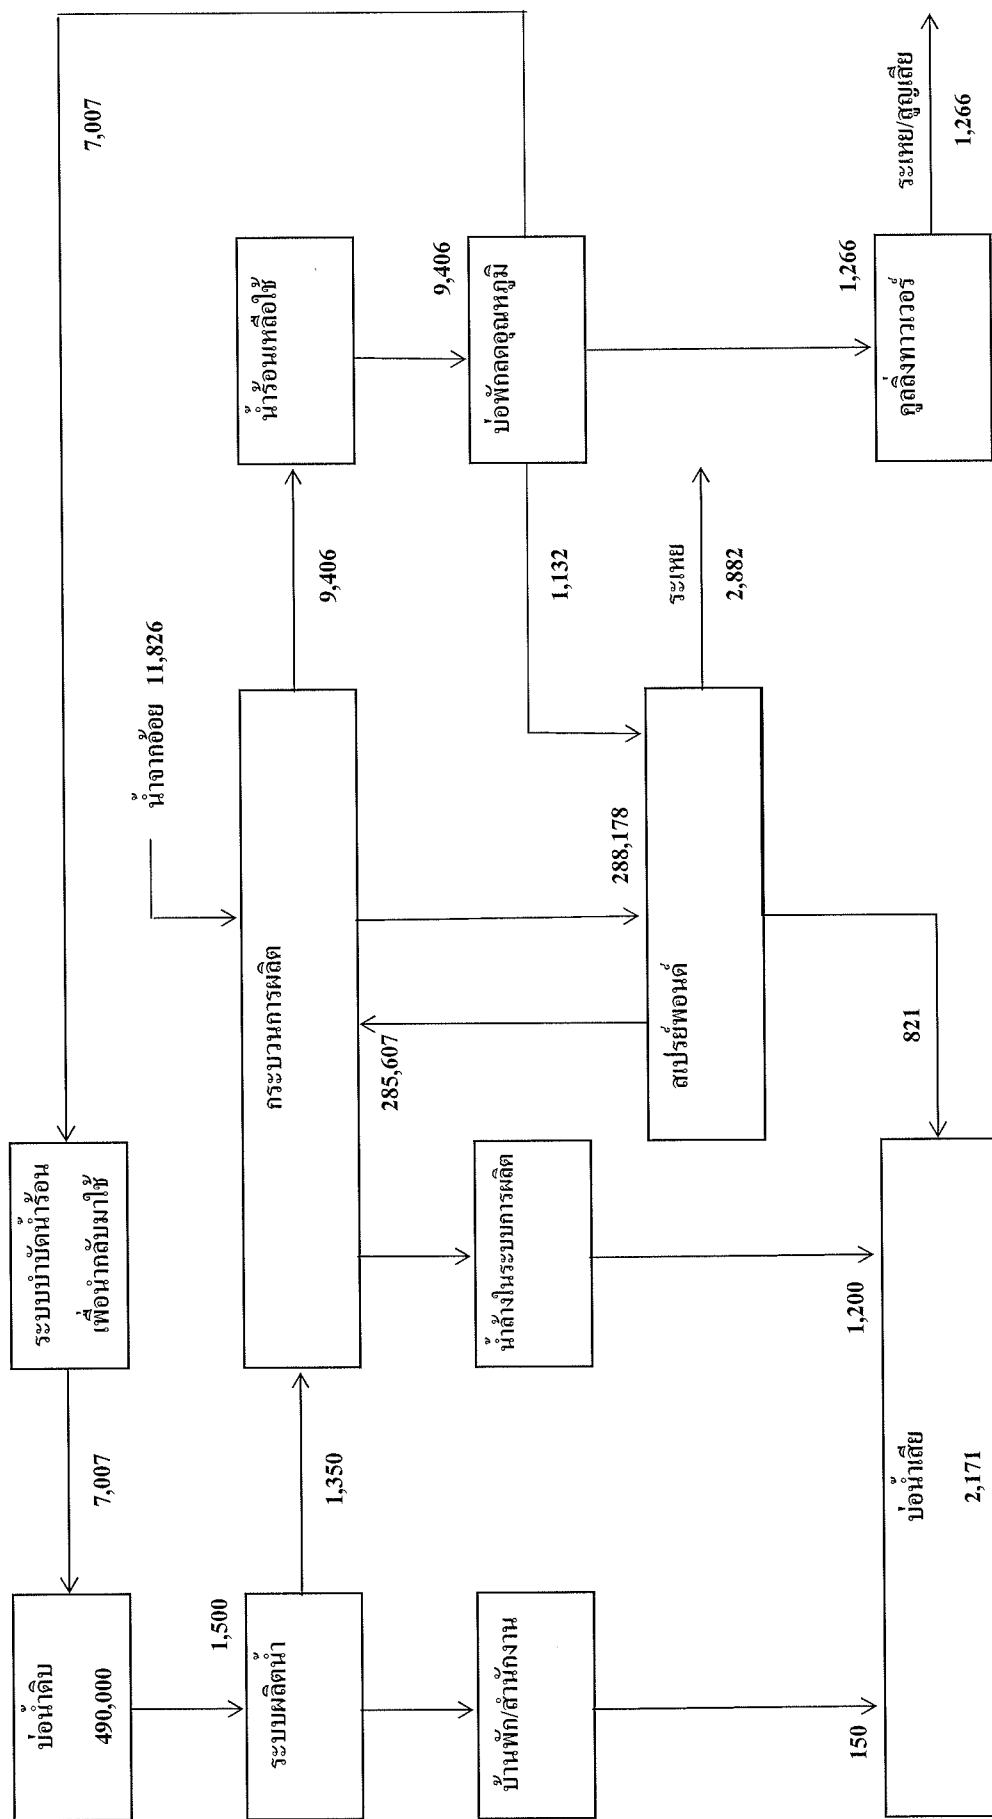 บ่อน้ำดิบ
490,000
7,007
ระบบบำบัดน้ำร้อน
เพื่อนำกลับมาใช้
7,007
1,500
น้ำจากอ้อย 11,826
ระบบผลิตน้ำ
1,350
กระบวนการผลิต
9,406
น้ำร้อนเหลือใช้
285,607
288,178
1,132
9,406
บ้านพัก/สำนักงาน
น้ำล้างในระบบการผลิต
บ่อพักลดอุณหภูมิ
สเปรย์พอนด์
ระเหย
2,882
150
1,200
821
1,266
บ่อน้ำเสีย
2,171
คูลลิ่งทาวเวอร์
ระเหย/สูญเสีย
1,266